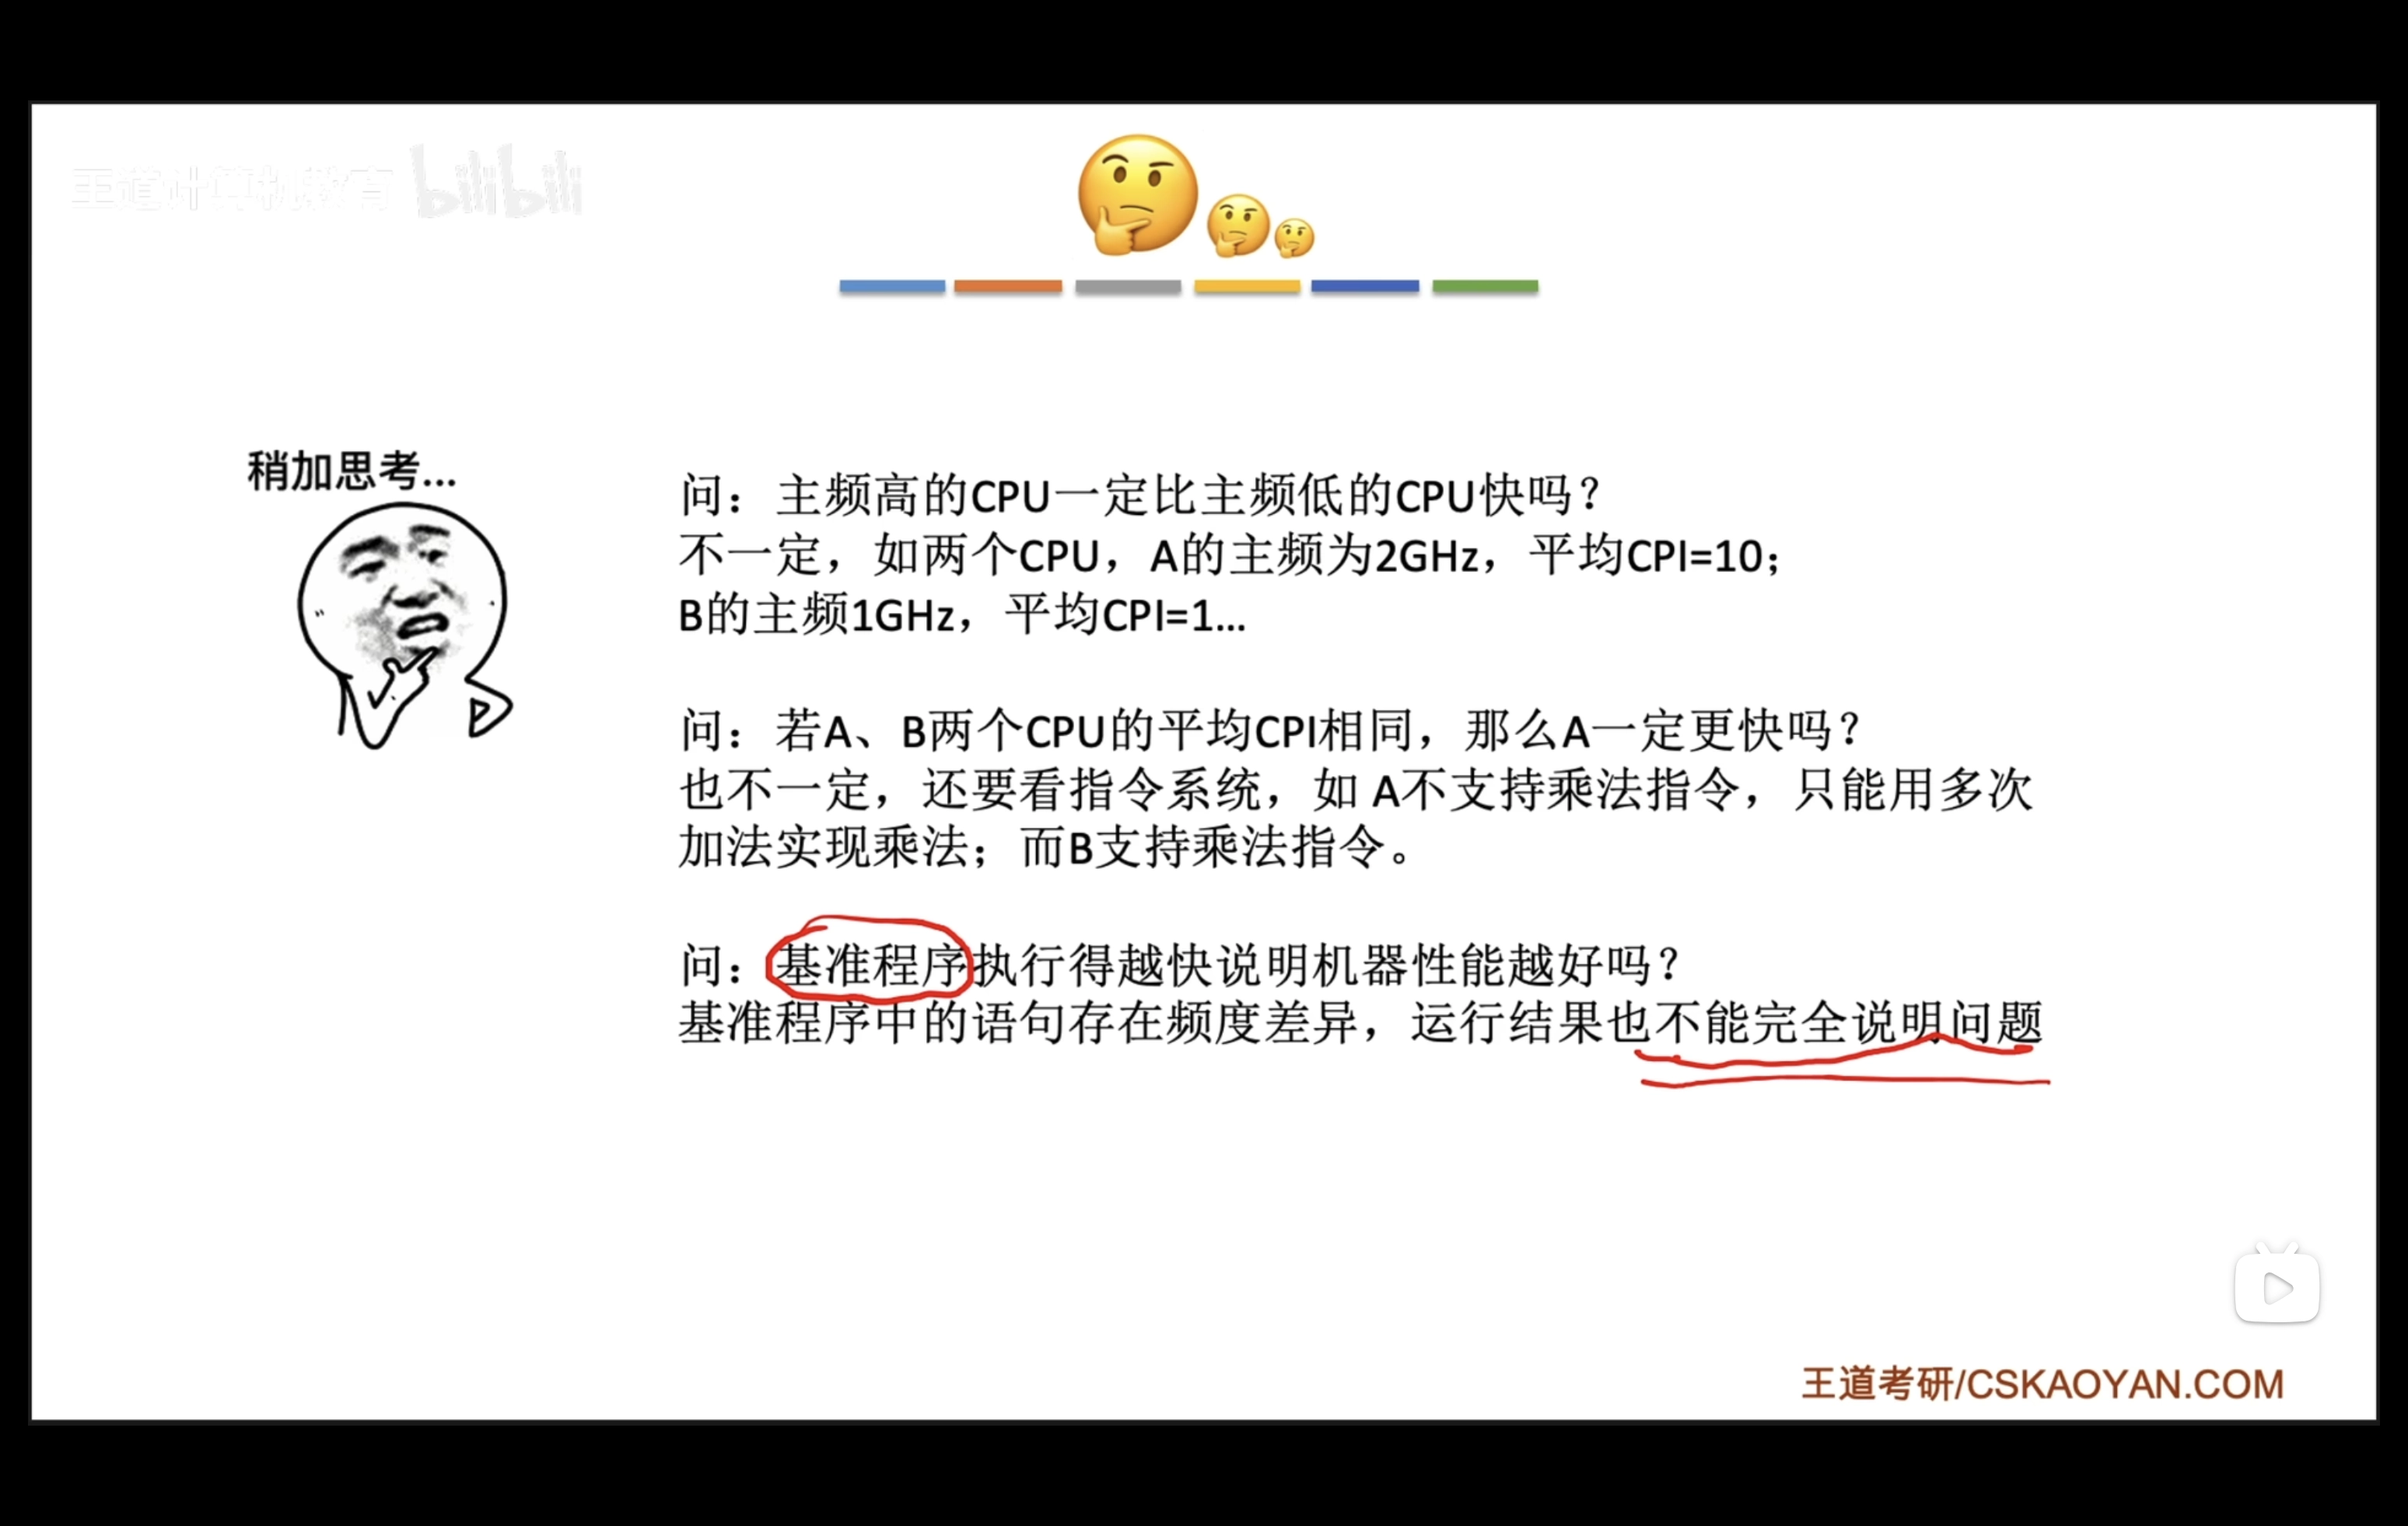 王道计算机教育 bilibili
稍加思考...
问：主频高的CPU一定比主频低的CPU快吗？
不一定，如两个CPU，A的主频为2GHz，平均CPI=10；
B的主频1GHz，平均CPI=1...
问：若A、B两个CPU的平均CPI相同，那么A一定更快吗？
也不一定，还要看指令系统，如 A不支持乘法指令，只能用多次
加法实现乘法；而B支持乘法指令。
问：基准程序执行得越快说明机器性能越好吗？
基准程序中的语句存在频度差异，运行结果也不能完全说明问题
王道考研/CSKAOYAN.COM